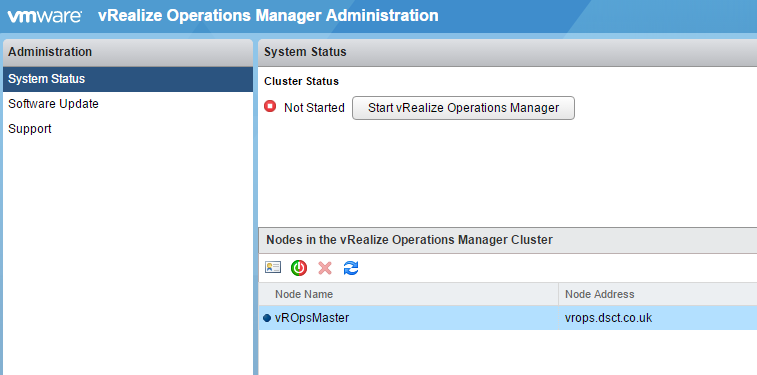 vmware vRealize Operations Manager Administration
Administration
System Status
Software Update
Support
System Status
Cluster Status
Not Started Start vRealize Operations Manager
Nodes in the vRealize Operations Manager Cluster
Node Name Node Address
vROpsMaster vrops.dsct.co.uk